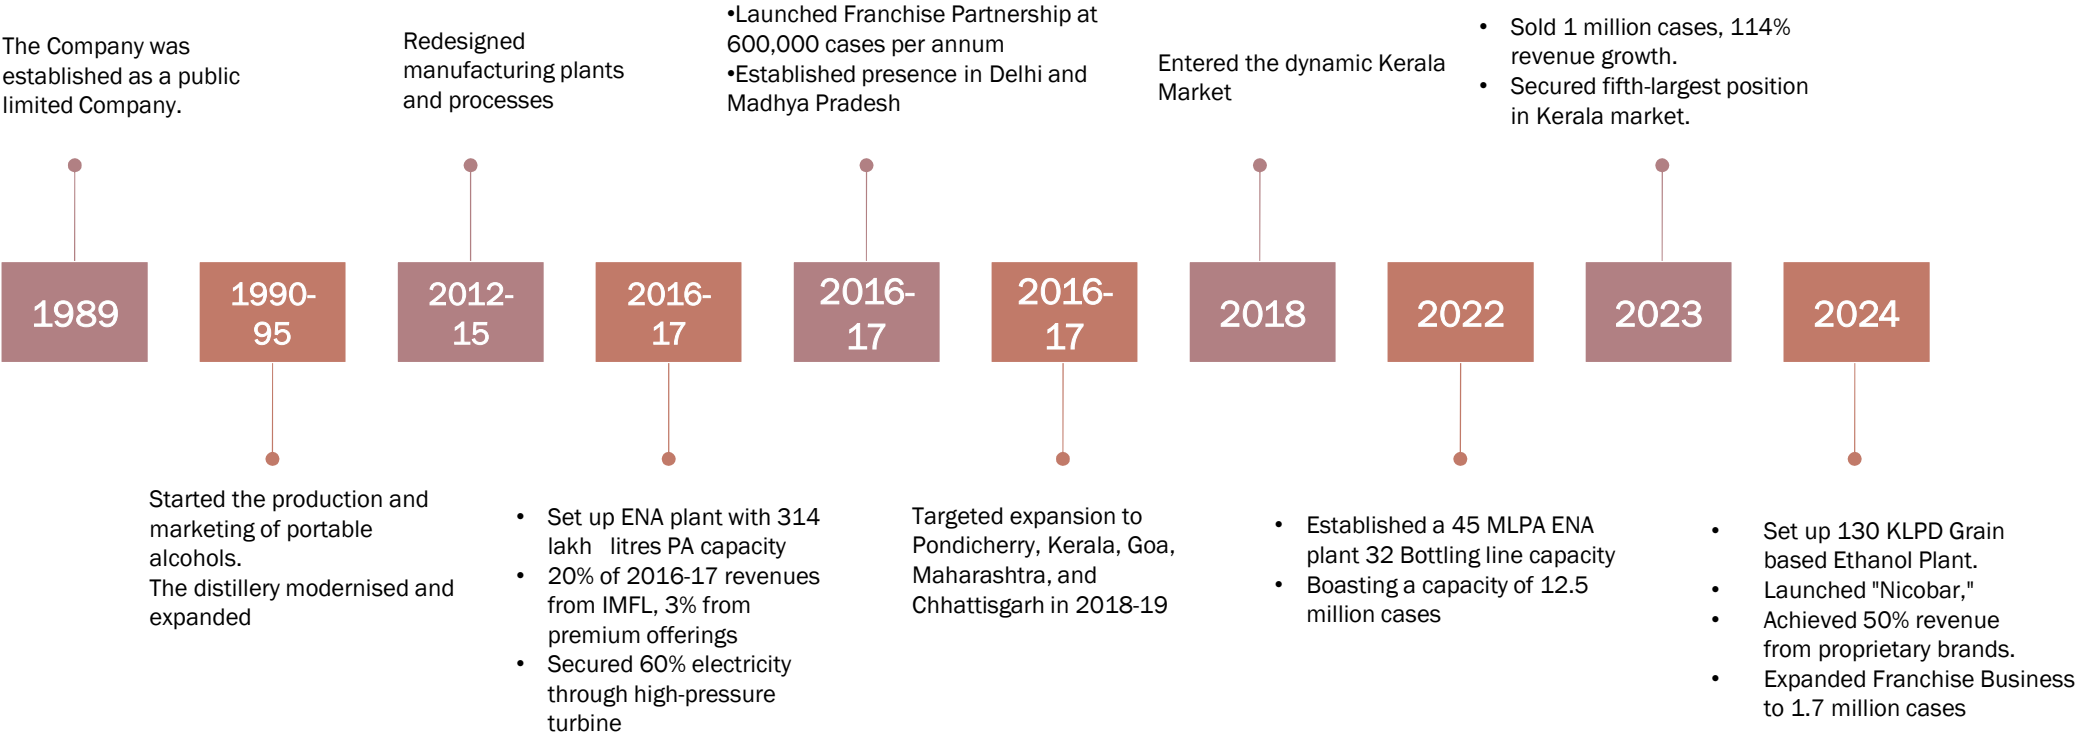 The Company was
established as a public
limited Company.
Redesigned
manufacturing plants
and processes
•Launched Franchise Partnership at
600,000 cases per annum
•Established presence in Delhi and
Madhya Pradesh
Entered the dynamic Kerala
Market
• Sold 1 million cases, 114%
revenue growth.
• Secured fifth-largest position
in Kerala market.
1989
1990-
95
2012-
15
2016-
17
2016-
17
2016-
17
2018
2022
2023
2024
Started the production and
marketing of portable
alcohols.
The distillery modernised and
expanded
• Set up ENA plant with 314
lakh litres PA capacity
• 20% of 2016-17 revenues
from IMFL, 3% from
premium offerings
• Secured 60% electricity
through high-pressure
turbine
Targeted expansion to
Pondicherry, Kerala, Goa,
Maharashtra, and
Chhattisgarh in 2018-19
• Established a 45 MLPA ENA
plant 32 Bottling line capacity
• Boasting a capacity of 12.5
million cases
• Set up 130 KLPD Grain
based Ethanol Plant.
• Launched "Nicobar,"
• Achieved 50% revenue
from proprietary brands.
• Expanded Franchise Business
to 1.7 million cases